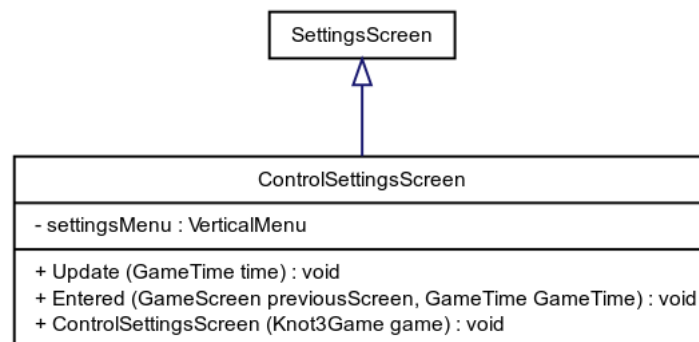 SettingsScreen
ControlSettingsScreen
- settingsMenu : VerticalMenu
+ Update (GameTime time) : void
+ Entered (GameScreen previousScreen, GameTime GameTime) : void
+ ControlSettingsScreen (Knot3Game game) : void